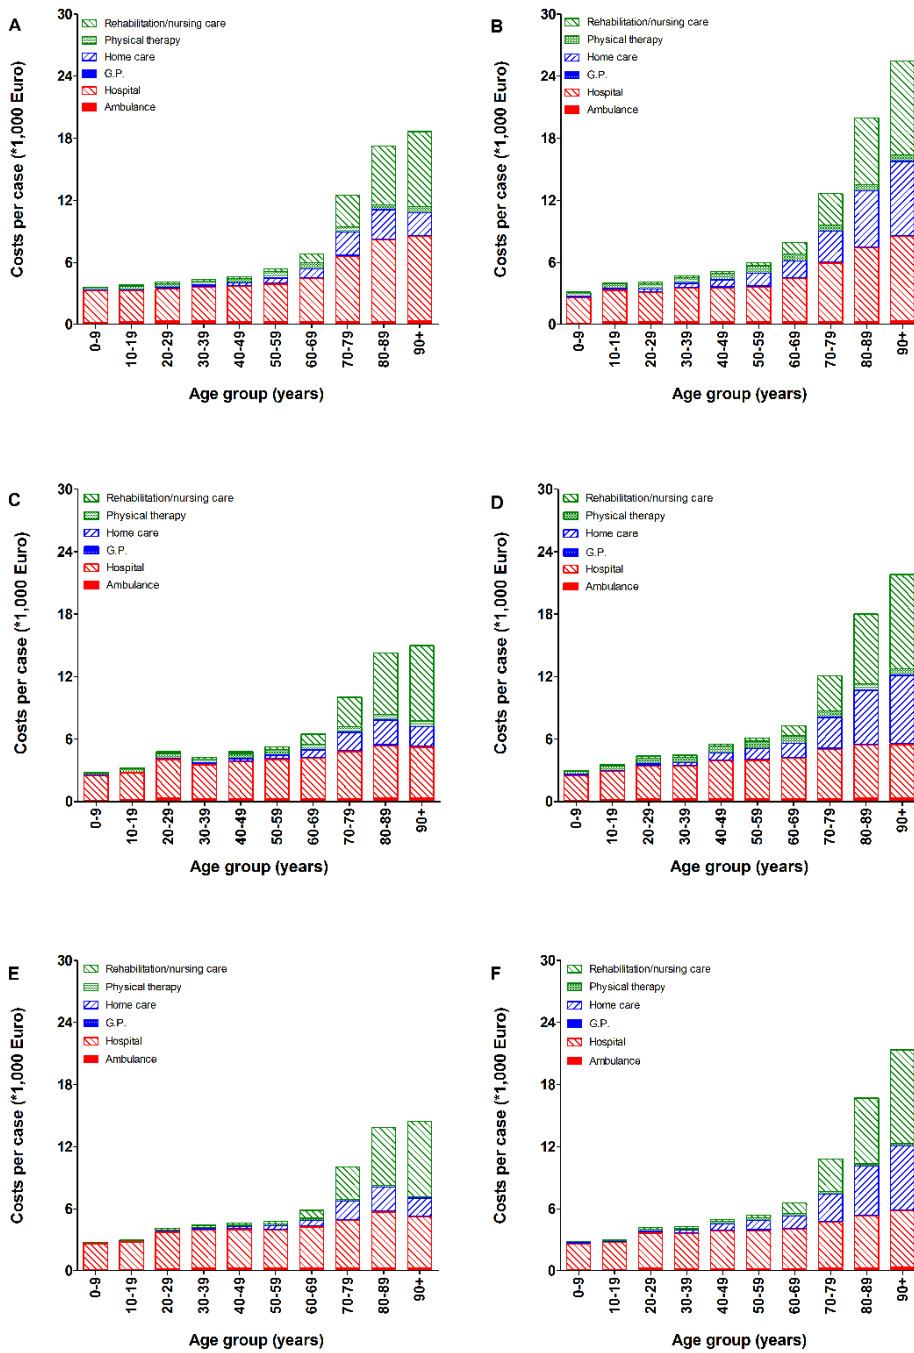 A
Costs per case (*1,000 Euro)
30
24
18
12
6
0
Rehabilitation/nursing care
Physical therapy
Home care
G.P.
Hospital
Ambulance
0-9
10-19
20-29
30-39
40-49
50-59
60-69
70-79
80-89
90+
Age group (years)
B
Costs per case (*1,000 Euro)
30
24
18
12
6
0
Rehabilitation/nursing care
Physical therapy
Home care
G.P.
Hospital
Ambulance
0-9
10-19
20-29
30-39
40-49
50-59
60-69
70-79
80-89
90+
Age group (years)
C
Costs per case (*1,000 Euro)
30
24
18
12
6
0
Rehabilitation/nursing care
Physical therapy
Home care
G.P.
Hospital
Ambulance
0-9
10-19
20-29
30-39
40-49
50-59
60-69
70-79
80-89
90+
Age group (years)
D
Costs per case (*1,000 Euro)
30
24
18
12
6
0
Rehabilitation/nursing care
Physical therapy
Home care
G.P.
Hospital
Ambulance
0-9
10-19
20-29
30-39
40-49
50-59
60-69
70-79
80-89
90+
Age group (years)
E
Costs per case (*1,000 Euro)
30
24
18
12
6
0
Rehabilitation/nursing care
Physical therapy
Home care
G.P.
Hospital
Ambulance
0-9
10-19
20-29
30-39
40-49
50-59
60-69
70-79
80-89
90+
Age group (years)
F
Costs per case (*1,000 Euro)
30
24
18
12
6
0
Rehabilitation/nursing care
Physical therapy
Home care
G.P.
Hospital
Ambulance
0-9
10-19
20-29
30-39
40-49
50-59
60-69
70-79
80-89
90+
Age group (years)